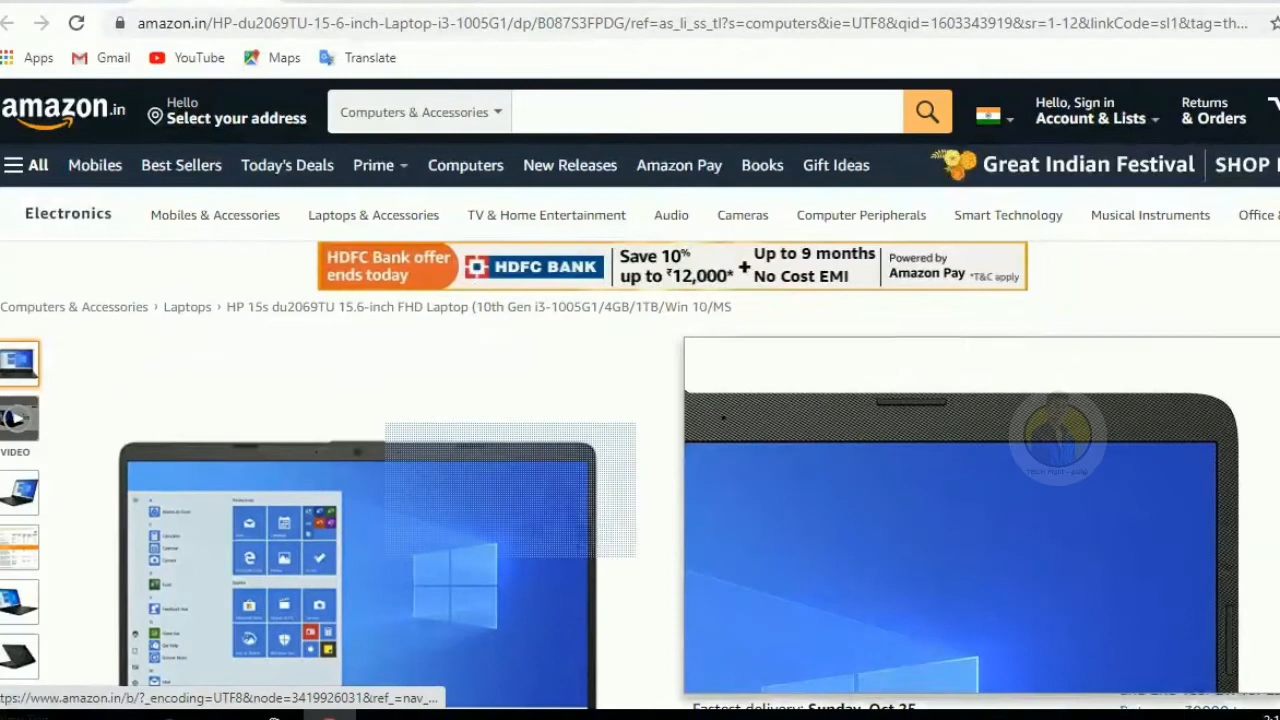 amazon.in/HP-du2069TU-15-6-inch-Laptop-i3-1005G1/dp/B087S3FPDG/ref=as_li_ss_tl?s=computers&ie=UTF8&qid=1603343919&sr=1-12&linkCode=sl1&tag=th...
Apps Gmail YouTube Maps Translate
amazon.in
Hello
Select your address
Computers & Accessories
Hello, Sign in
Account & Lists
Returns
& Orders
All Mobiles Best Sellers Today's Deals Prime Computers New Releases Amazon Pay Books Gift Ideas Great Indian Festival SHOP
Electronics Mobiles & Accessories Laptops & Accessories TV & Home Entertainment Audio Cameras Computer Peripherals Smart Technology Musical Instruments Office
HDFC Bank offer
ends today
HDFC BANK
Save 10%
up to ₹12,000*
+
Up to 9 months
No Cost EMI
Powered by
Amazon Pay *T&C apply
Computers & Accessories › Laptops › HP 15s du2069TU 15.6-inch FHD Laptop (10th Gen i3-1005G1/4GB/1TB/Win 10/MS
VIDEO
tps://www.amazon.in/b/?_encoding=UTF8&node=3419926031&ref_=nav_...
Fastest delivery: Sunday, Oct 25